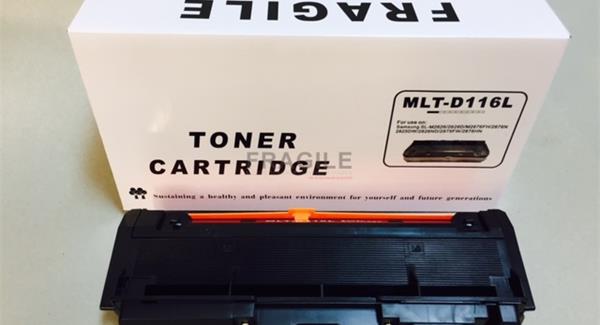 FRAGILE
MLT-D116L
For use on:
TONER
CARTRIDGE
FRAGILE
Sustaining a healthy and pleasant environment for yourself and future generations